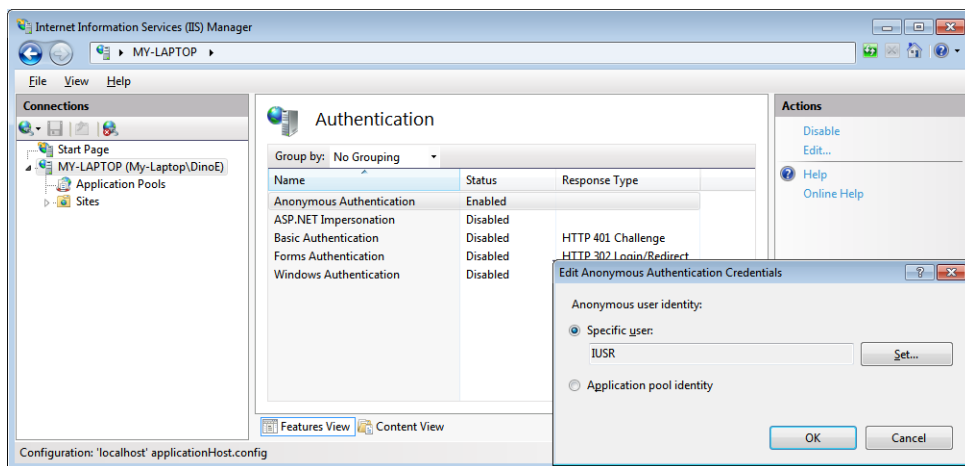 Internet Information Services (IIS) Manager
MY-LAPTOP
File View Help
Connections
Start Page
MY-LAPTOP (My-Laptop\DinoE)
Application Pools
Sites
Authentication
Group by: No Grouping
Name Status Response Type
Anonymous Authentication Enabled
ASP.NET Impersonation Disabled
Basic Authentication Disabled HTTP 401 Challenge
Forms Authentication Disabled HTTP 302 Login/Redirect
Windows Authentication Disabled
Actions
Disable
Edit...
Help
Online Help
Edit Anonymous Authentication Credentials
Anonymous user identity:
Specific user:
IUSR Set...
Application pool identity
OK Cancel
Features View Content View
Configuration: 'localhost' applicationHost.config